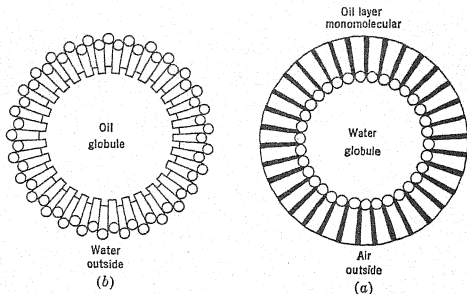 Oil
globule
Water
outside
(b)
Oil layer
monomolecular
Water
globule
Air
outside
(a)